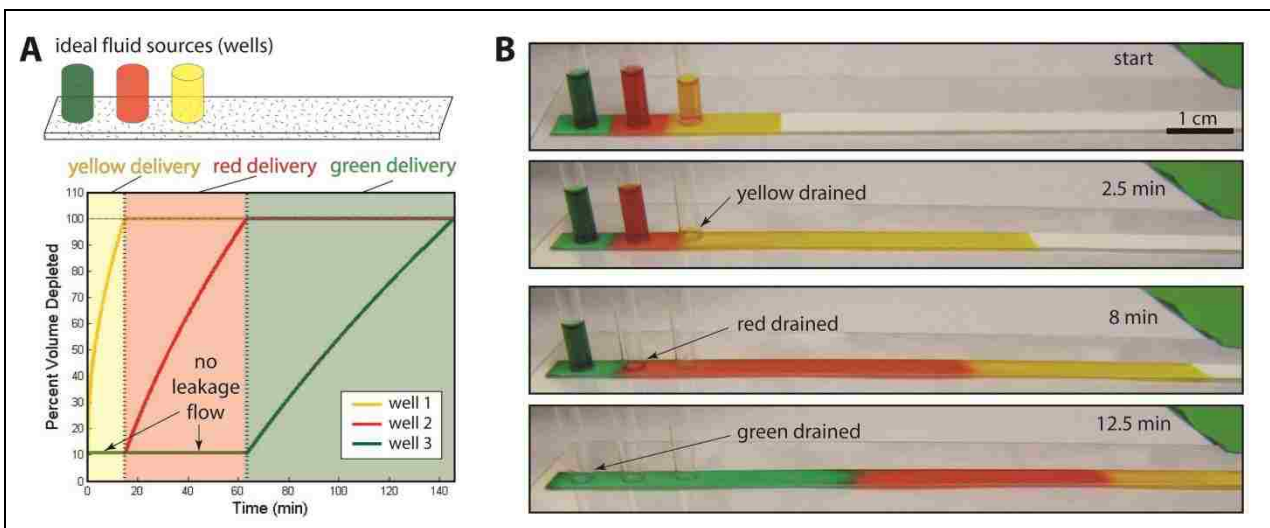 A
ideal fluid sources (wells)
yellow delivery red delivery green delivery
110
100
90
80
70
60
50
40
30
20
10
0
Percent Volume Depleted
no
leakage
flow
well 1
well 2
well 3
0 20 40 60 80 100 120 140
Time (min)
B
start
1 cm
2.5 min
yellow drained
8 min
red drained
12.5 min
green drained